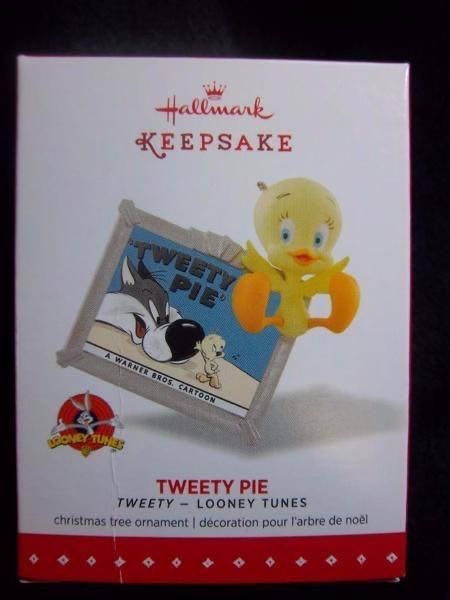 Hallmark
KEEPSAKE
"TWEETY
PIE"
A WARNER BROS. CARTOON
LOONEY TUNES
TWEETY PIE
TWEETY – LOONEY TUNES
christmas tree ornament | décoration pour l'arbre de noël